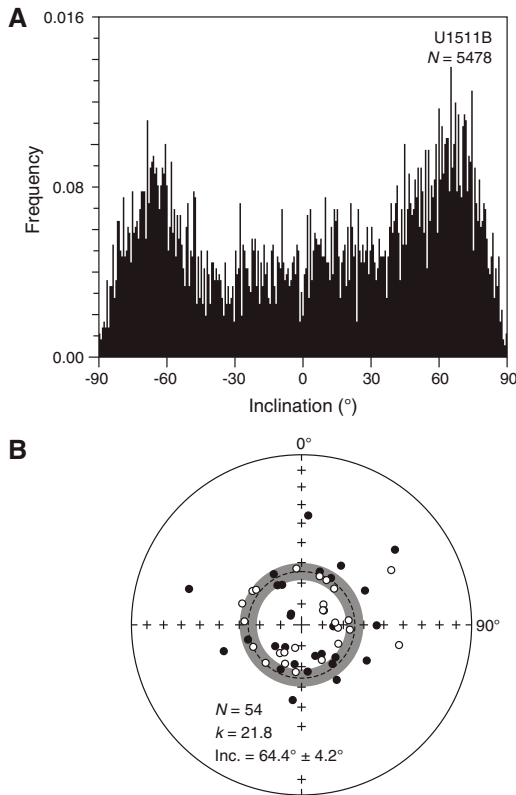 A
0.016
U1511B
N = 5478
Frequency
0.08
0.00
-90 -60 -30 0 30 60 90
Inclination (°)
B
0°
90°
N = 54
k = 21.8
Inc. = 64.4° ± 4.2°